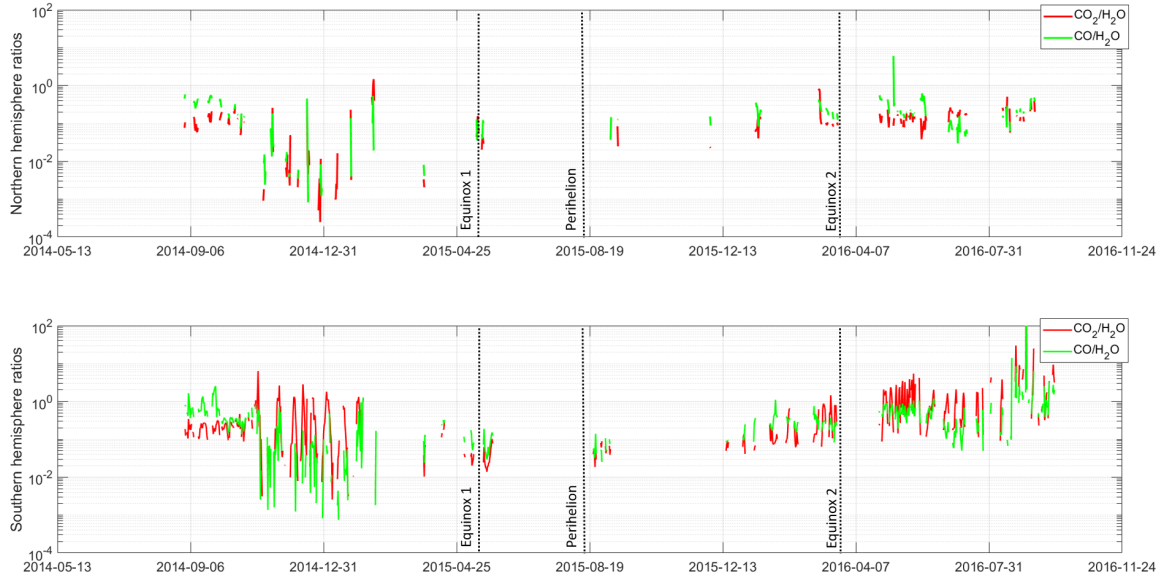 10² 
CO₂/H₂O
CO/H₂O
10⁰
10⁻²
10⁻⁴
Northern hemisphere ratios
Equinox 1
Perihelion
Equinox 2
2014-05-13 2014-09-06 2014-12-31 2015-04-25 2015-08-19 2015-12-13 2016-04-07 2016-07-31 2016-11-24
10²
CO₂/H₂O
CO/H₂O
10⁰
10⁻²
10⁻⁴
Southern hemisphere ratios
Equinox 1
Perihelion
Equinox 2
2014-05-13 2014-09-06 2014-12-31 2015-04-25 2015-08-19 2015-12-13 2016-04-07 2016-07-31 2016-11-24